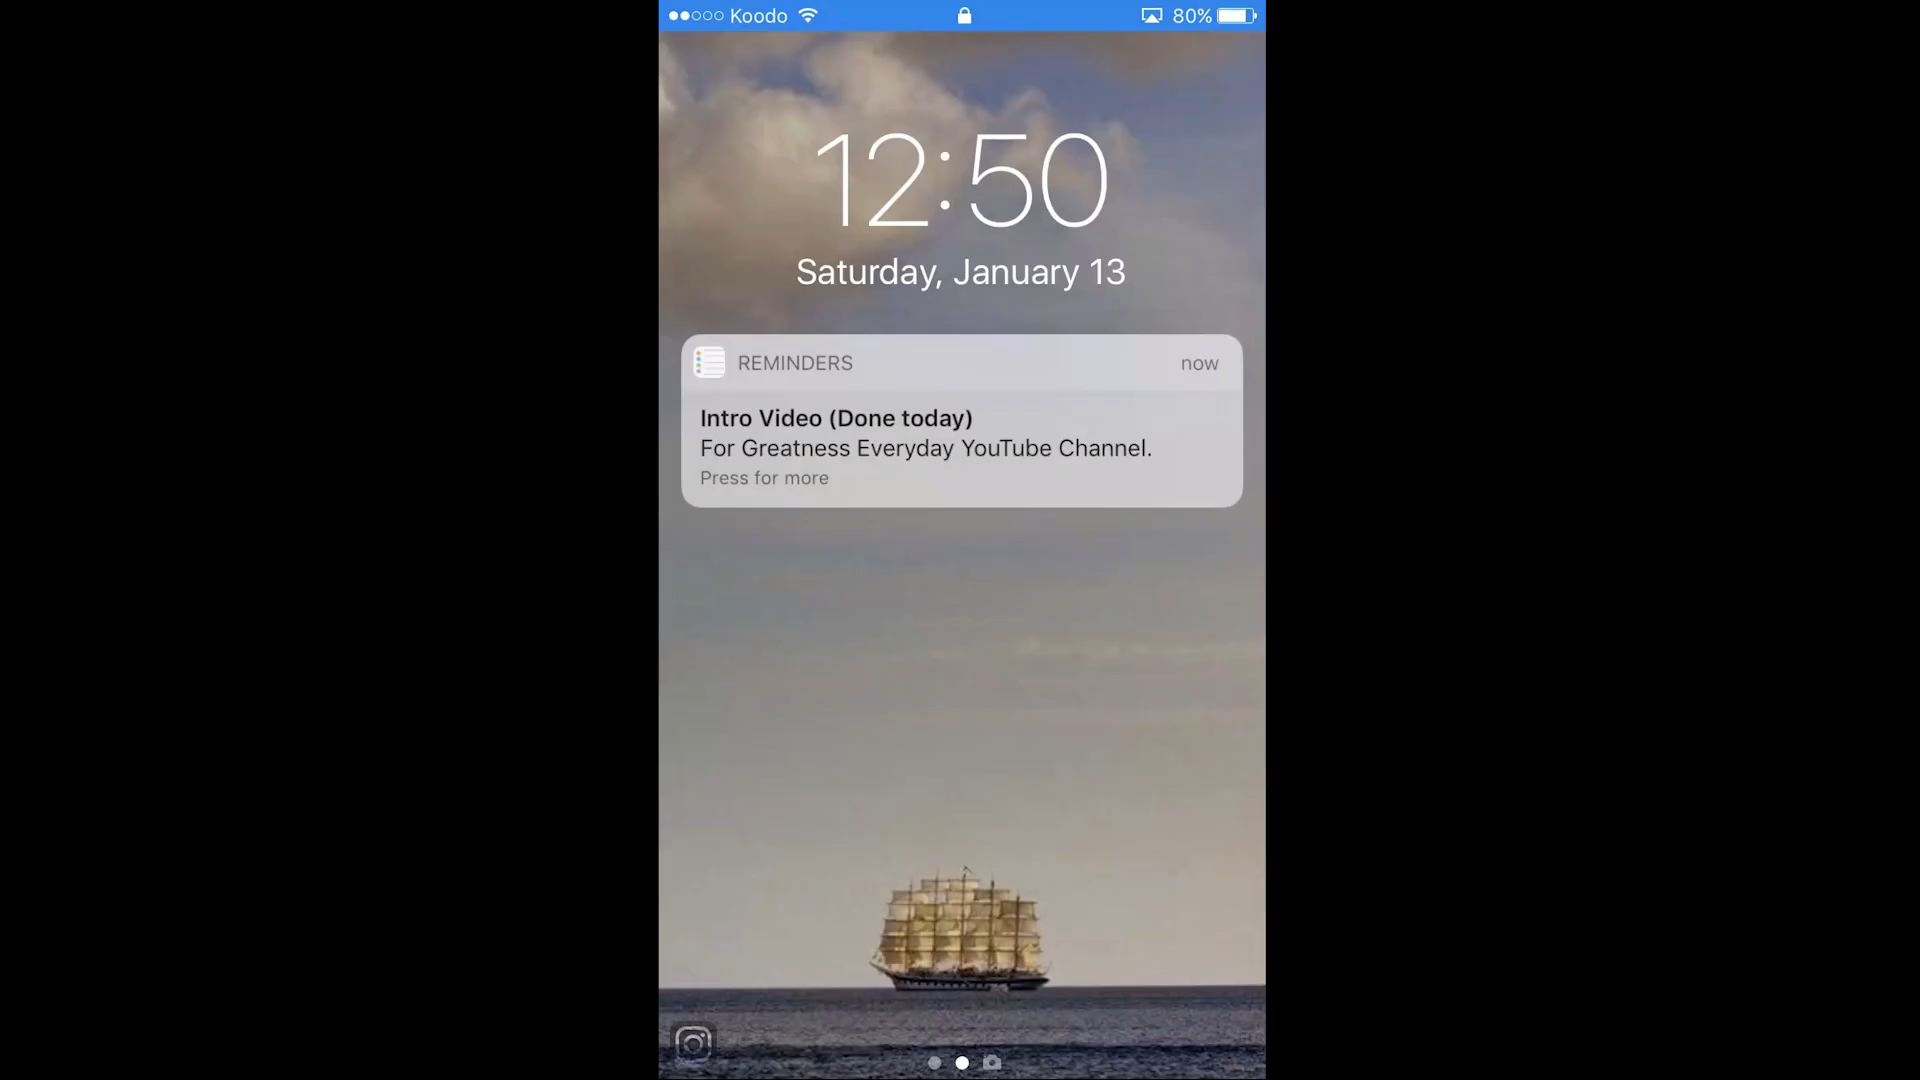 Koodo 80%
12:50
Saturday, January 13
REMINDERS now
Intro Video (Done today)
For Greatness Everyday YouTube Channel.
Press for more